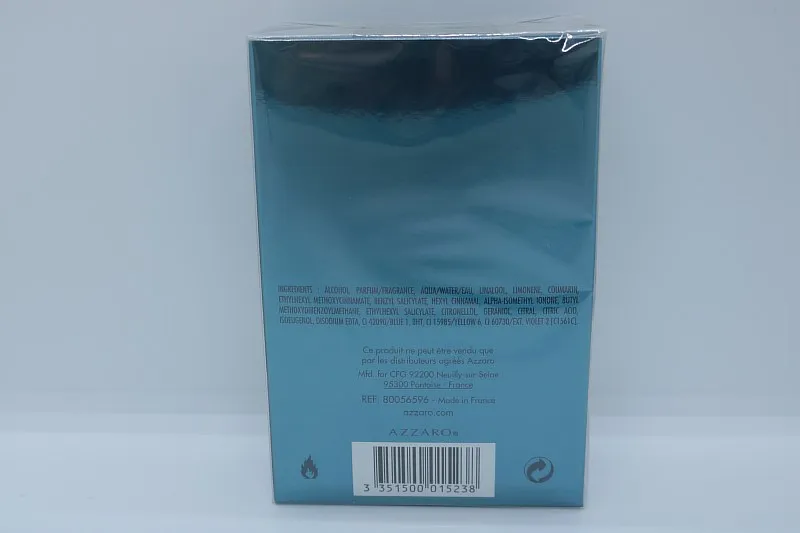 INGREDIENTS : ALCOHOL, PARFUM/FRAGRANCE, AQUA/WATER/EAU, LINALOOL, LIMONENE, COUMARIN,
ETHYLHEXYL METHOXYCINNAMATE, BENZYL SALICYLATE, HEXYL CINNAMAL, ALPHA-ISOMETHYL IONONE, BUTYL
METHOXYDIBENZOYLMETHANE, ETHYLHEXYL SALICYLATE, CITRONELLOL, GERANIOL, CITRAL, CITRIC ACID,
ISOEUGENOL, DISODIUM EDTA, CI 42090/BLUE 1, BHT, CI 15985/YELLOW 6, CI 60730/EXT. VIOLET 2 (C1561C).
Ce produit ne peut être vendu que
par les distributeurs agréés Azzaro
Mfd. for CFG 92200 Neuilly-sur-Seine
95300 Pontoise - France
REF. 80056596 - Made in France
azzaro.com
AZZARO®
3 351500 015238